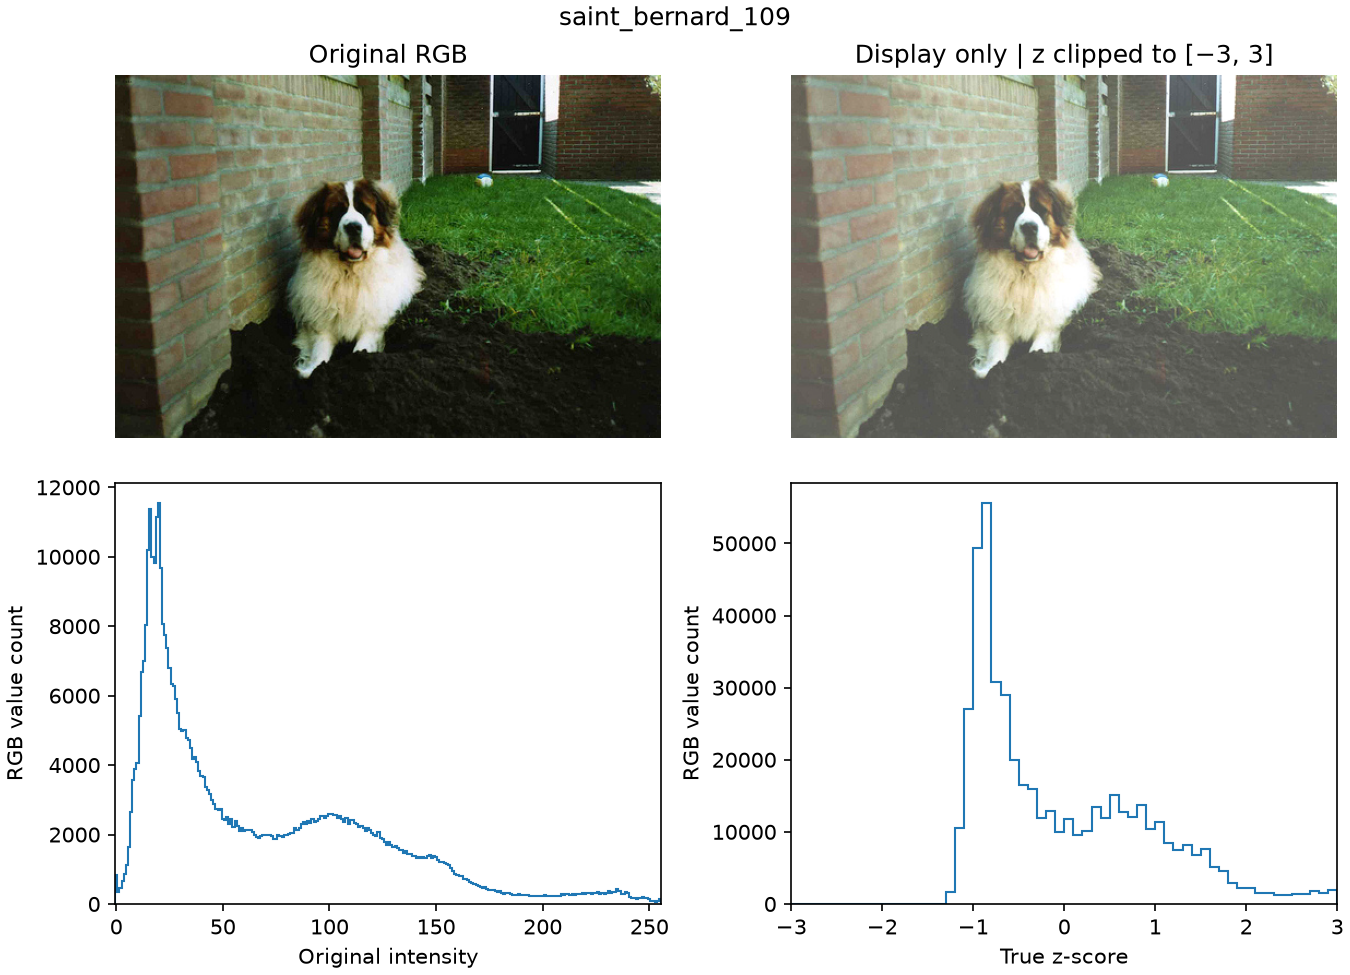 saint_bernard_109
Original RGB
Display only | z clipped to [−3, 3]
12000
10000
8000
6000
4000
2000
0
RGB value count
0 50 100 150 200 250
Original intensity
50000
40000
30000
20000
10000
0
RGB value count
−3 −2 −1 0 1 2 3
True z-score